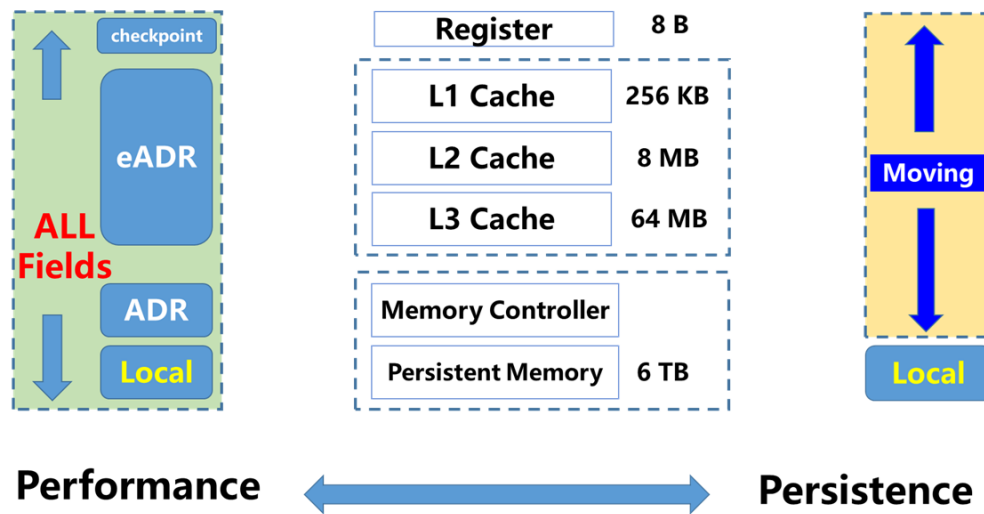 checkpoint
eADR
ALL
Fields
ADR
Local
Register 8 B
L1 Cache 256 KB
L2 Cache 8 MB
L3 Cache 64 MB
Memory Controller
Persistent Memory 6 TB
Moving
Local
Performance
Persistence